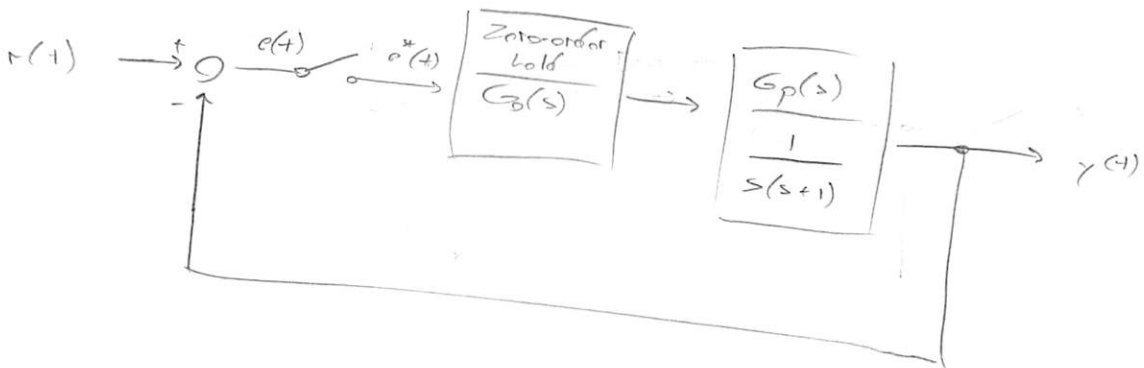 r(t)
+
e(t)
e*(t)
-
Zero-order
hold
G₀(s)
Gp(s)
1
s(s+1)
y(t)